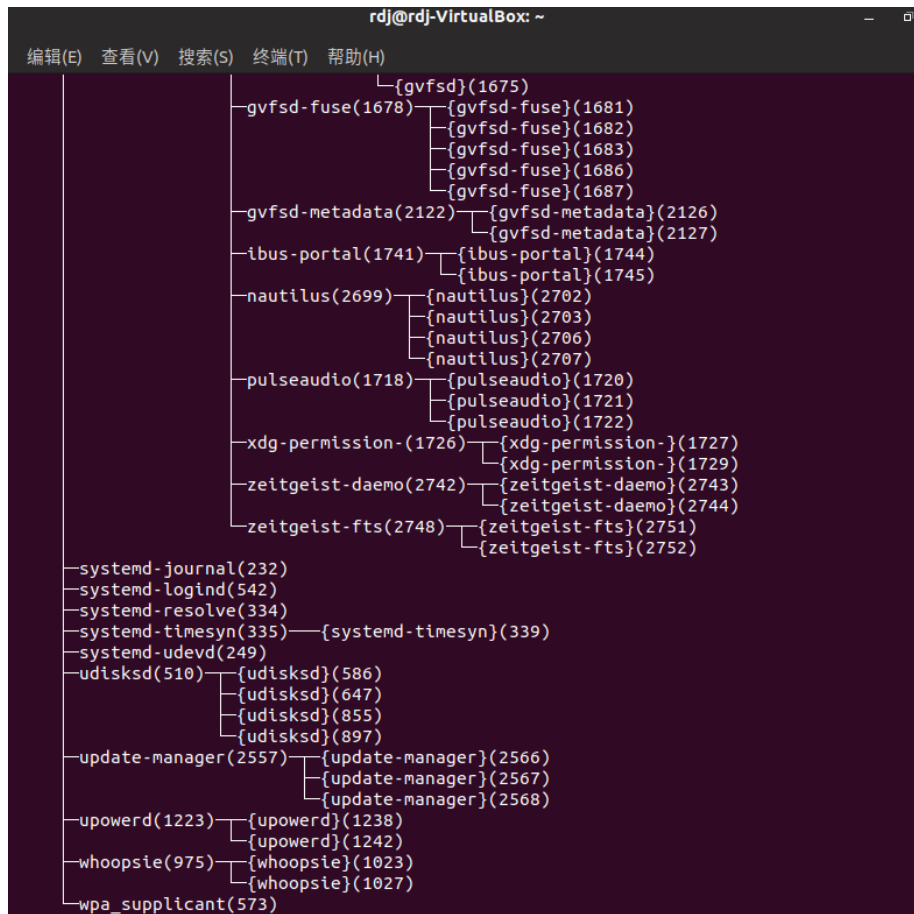 rdj@rdj-VirtualBox: ~
编辑(E) 查看(V) 搜索(S) 终端(T) 帮助(H)
{gvfsd}(1675)
gvfsd-fuse(1678) {gvfsd-fuse}(1681)
{gvfsd-fuse}(1682)
{gvfsd-fuse}(1683)
{gvfsd-fuse}(1686)
{gvfsd-fuse}(1687)
gvfsd-metadata(2122) {gvfsd-metadata}(2126)
{gvfsd-metadata}(2127)
ibus-portal(1741) {ibus-portal}(1744)
{ibus-portal}(1745)
nautilus(2699) {nautilus}(2702)
{nautilus}(2703)
{nautilus}(2706)
{nautilus}(2707)
pulseaudio(1718) {pulseaudio}(1720)
{pulseaudio}(1721)
{pulseaudio}(1722)
xdg-permission-(1726) {xdg-permission-}(1727)
{xdg-permission-}(1729)
zeitgeist-daemo(2742) {zeitgeist-daemo}(2743)
{zeitgeist-daemo}(2744)
zeitgeist-fts(2748) {zeitgeist-fts}(2751)
{zeitgeist-fts}(2752)
systemd-journal(232)
systemd-logind(542)
systemd-resolve(334)
systemd-timesyn(335) {systemd-timesyn}(339)
systemd-udevd(249)
udisksd(510) {udisksd}(586)
{udisksd}(647)
{udisksd}(855)
{udisksd}(897)
update-manager(2557) {update-manager}(2566)
{update-manager}(2567)
{update-manager}(2568)
upowerd(1223) {upowerd}(1238)
{upowerd}(1242)
whoopsie(975) {whoopsie}(1023)
{whoopsie}(1027)
wpa_supplicant(573)